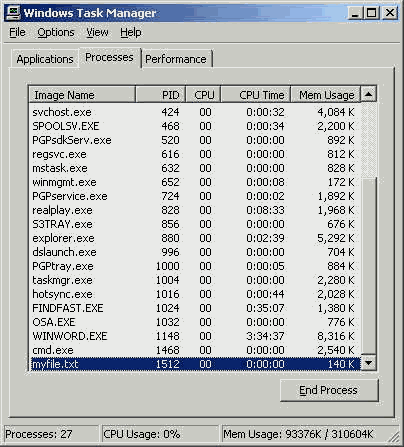 Windows Task Manager
File Options View Help
Applications Processes Performance
Image Name PID CPU CPU Time Mem Usage
svchost.exe 424 00 0:00:32 4,084 K
SPOOLSV.EXE 468 00 0:00:34 2,200 K
PGPsdkServ.exe 520 00 0:00:00 892 K
regsvc.exe 616 00 0:00:00 812 K
mstask.exe 632 00 0:00:00 828 K
winmgmt.exe 652 00 0:00:08 172 K
PGPservice.exe 724 00 0:00:02 1,892 K
realplay.exe 828 00 0:08:33 1,968 K
S3TRAY.EXE 856 00 0:00:00 676 K
explorer.exe 880 00 0:02:39 5,292 K
dslaunch.exe 996 00 0:00:00 704 K
PGPtray.exe 1000 00 0:00:05 884 K
taskmgr.exe 1004 00 0:00:00 2,280 K
hotsync.exe 1016 00 0:00:44 2,028 K
FINDFAST.EXE 1024 00 0:35:07 1,380 K
OSA.EXE 1032 00 0:00:00 776 K
WINWORD.EXE 1148 00 3:34:37 8,316 K
cmd.exe 1468 00 0:00:00 2,540 K
myfile.txt 1512 00 0:00:00 140 K
End Process
Processes: 27 CPU Usage: 0% Mem Usage: 93376K / 310604K